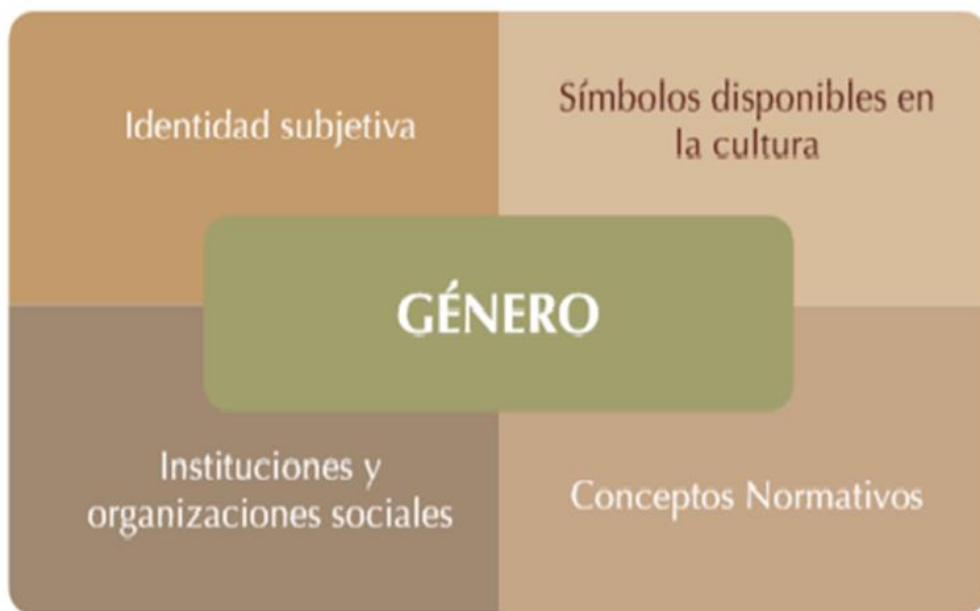 Identidad subjetiva
Símbolos disponibles en
la cultura
GÉNERO
Instituciones y
organizaciones sociales
Conceptos Normativos